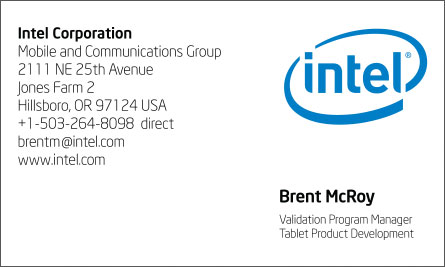 Intel Corporation
Mobile and Communications Group
2111 NE 25th Avenue
Jones Farm 2
Hillsboro, OR 97124 USA
+1-503-264-8098 direct
brentm@intel.com
www.intel.com
intel®
Brent McRoy
Validation Program Manager
Tablet Product Development